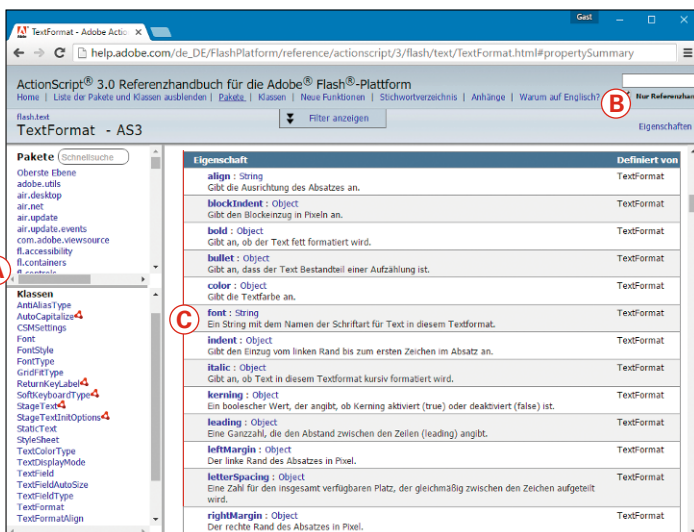 Gast
TextFormat - Adobe Actio
help.adobe.com/de_DE/FlashPlatform/reference/actionscript/3/flash/text/TextFormat.html#propertySummary
ActionScript® 3.0 Referenzhandbuch für die Adobe® Flash®-Plattform
Home | Liste der Pakete und Klassen ausblenden | Pakete | Klassen | Neue Funktionen | Stichwortverzeichnis | Anhänge | Warum auf Englisch?
B
Nur Referenzhan
flash.text
TextFormat - AS3
Filter anzeigen
Eigenschaften
Pakete Schnellsuche
Oberste Ebene
adobe.utils
air.desktop
air.net
air.update
air.update.events
com.adobe.viewsource
fl.accessibility
fl.containers
fl.controls
A
Klassen
AntiAliasType
AutoCapitalize
CSMSettings
Font
FontStyle
FontType
GridFitType
ReturnKeyLabel
SoftKeyboardType
StageText
StageTextInitOptions
StaticText
StyleSheet
TextColorType
TextDisplayMode
TextField
TextFieldAutoSize
TextFieldType
TextFormat
TextFormatAlign
Eigenschaft Definiert von
align : String TextFormat
Gibt die Ausrichtung des Absatzes an.
blockIndent : Object TextFormat
Gibt den Blockeinzug in Pixeln an.
bold : Object TextFormat
Gibt an, ob der Text fett formatiert wird.
bullet : Object TextFormat
Gibt an, dass der Text Bestandteil einer Aufzählung ist.
color : Object TextFormat
Gibt die Textfarbe an.
C
font : String TextFormat
Ein String mit dem Namen der Schriftart für Text in diesem Textformat.
indent : Object TextFormat
Gibt den Einzug vom linken Rand bis zum ersten Zeichen im Absatz an.
italic : Object TextFormat
Gibt an, ob Text in diesem Textformat kursiv formatiert wird.
kerning : Object TextFormat
Ein boolescher Wert, der angibt, ob Kerning aktiviert (true) oder deaktiviert (false) ist.
leading : Object TextFormat
Eine Ganzzahl, die den Abstand zwischen den Zeilen (leading) angibt.
leftMargin : Object TextFormat
Der linke Rand des Absatzes in Pixel.
letterSpacing : Object TextFormat
Eine Zahl für den insgesamt verfügbaren Platz, der gleichmäßig zwischen den Zeichen aufgeteilt
wird.
rightMargin : Object TextFormat
Der rechte Rand des Absatzes in Pixel.